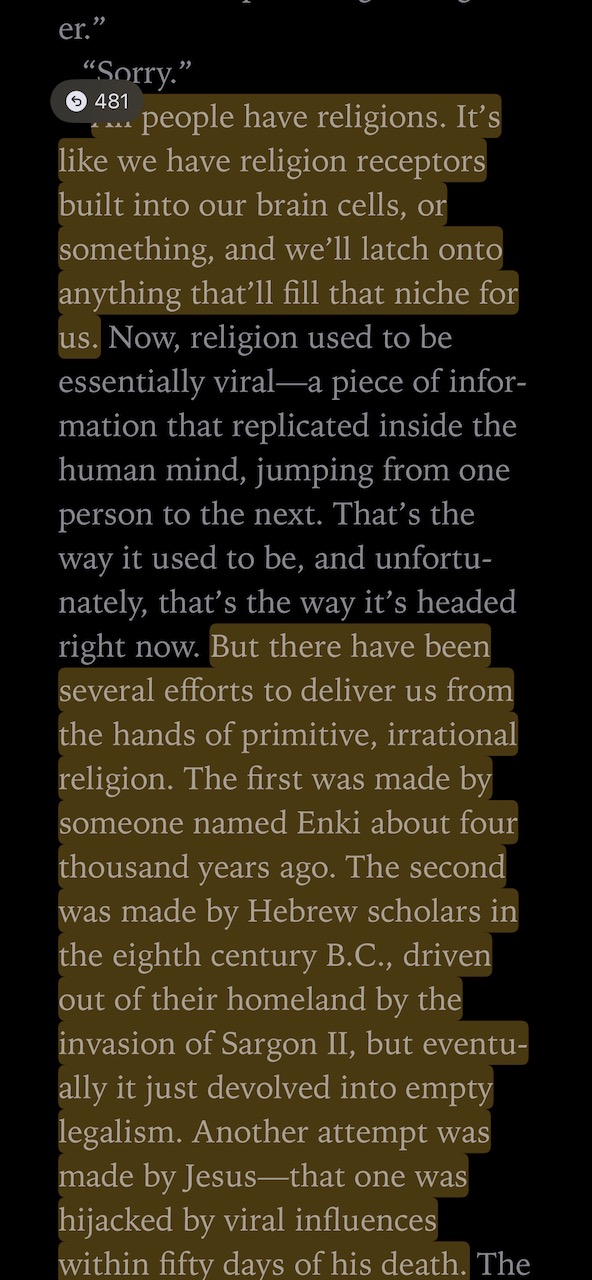 er.”
“Sorry.”
481
people have religions. It’s
like we have religion receptors
built into our brain cells, or
something, and we’ll latch onto
anything that’ll fill that niche for
us. Now, religion used to be
essentially viral—a piece of infor-
mation that replicated inside the
human mind, jumping from one
person to the next. That’s the
way it used to be, and unfortu-
nately, that’s the way it’s headed
right now. But there have been
several efforts to deliver us from
the hands of primitive, irrational
religion. The first was made by
someone named Enki about four
thousand years ago. The second
was made by Hebrew scholars in
the eighth century B.C., driven
out of their homeland by the
invasion of Sargon II, but eventu-
ally it just devolved into empty
legalism. Another attempt was
made by Jesus—that one was
hijacked by viral influences
within fifty days of his death. The